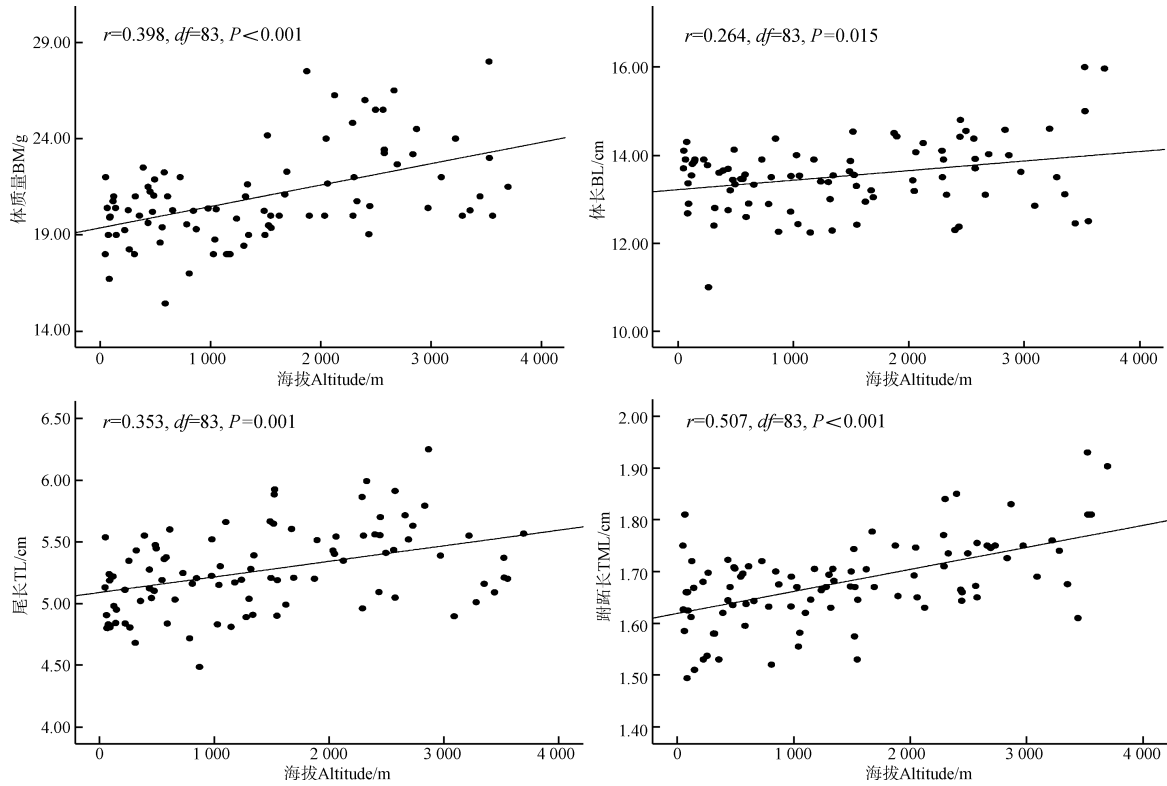 r=0.398, df=83, P<0.001
29.00
24.00
19.00
14.00
体质量BM/g
0 1 000 2 000 3 000 4 000
海拔Altitude/m
r=0.264, df=83, P=0.015
16.00
14.00
12.00
10.00
体长BL/cm
0 1 000 2 000 3 000 4 000
海拔Altitude/m
r=0.353, df=83, P=0.001
6.50
6.00
5.50
5.00
4.50
4.00
尾长TL/cm
0 1 000 2 000 3 000 4 000
海拔Altitude/m
r=0.507, df=83, P<0.001
2.00
1.90
1.80
1.70
1.60
1.50
1.40
跗跖长TML/cm
0 1 000 2 000 3 000 4 000
海拔Altitude/m